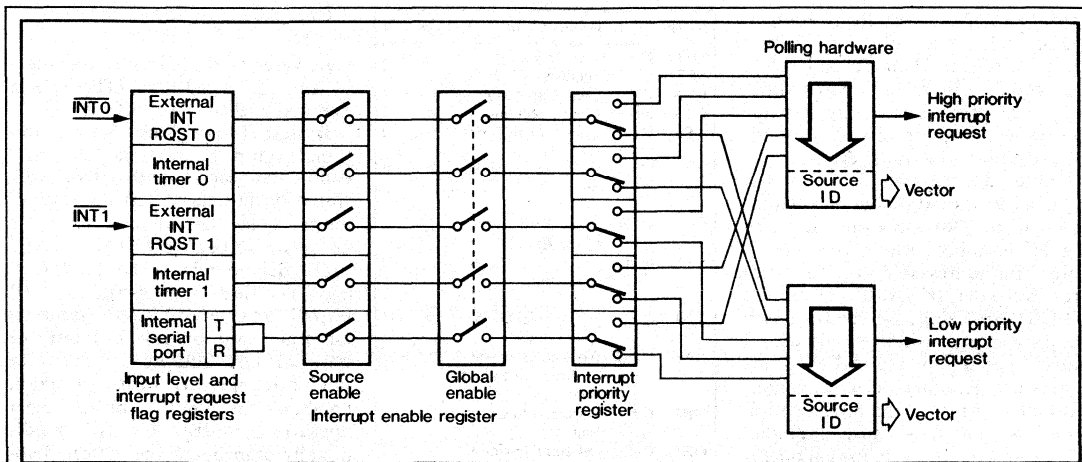 Polling hardware
INT0
External
INT
RQST 0
High priority
interrupt
request
Internal
timer 0
Source
ID
Vector
INT1
External
INT
RQST 1
Internal
timer 1
Internal
serial
port
T
R
Low priority
interrupt
request
Input level and
interrupt request
flag registers
Source
enable
Global
enable
Interrupt enable register
Interrupt
priority
register
Source
ID
Vector